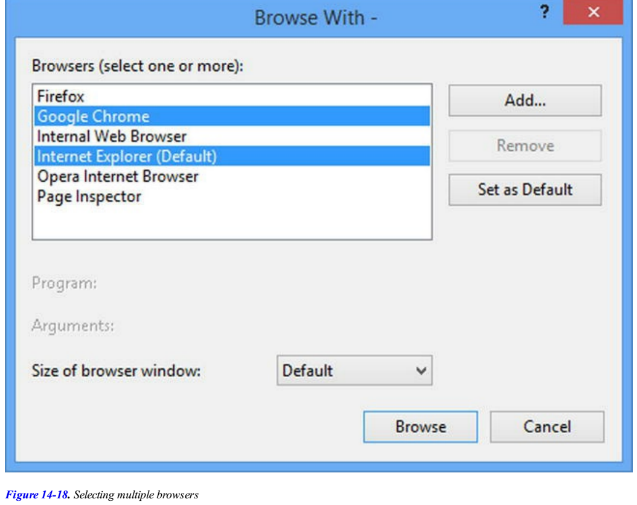 Browse With -
?
Browsers (select one or more):
Firefox
Google Chrome
Internal Web Browser
Internet Explorer (Default)
Opera Internet Browser
Page Inspector
Add...
Remove
Set as Default
Program:
Arguments:
Size of browser window:
Default
Browse
Cancel
Figure 14-18. Selecting multiple browsers